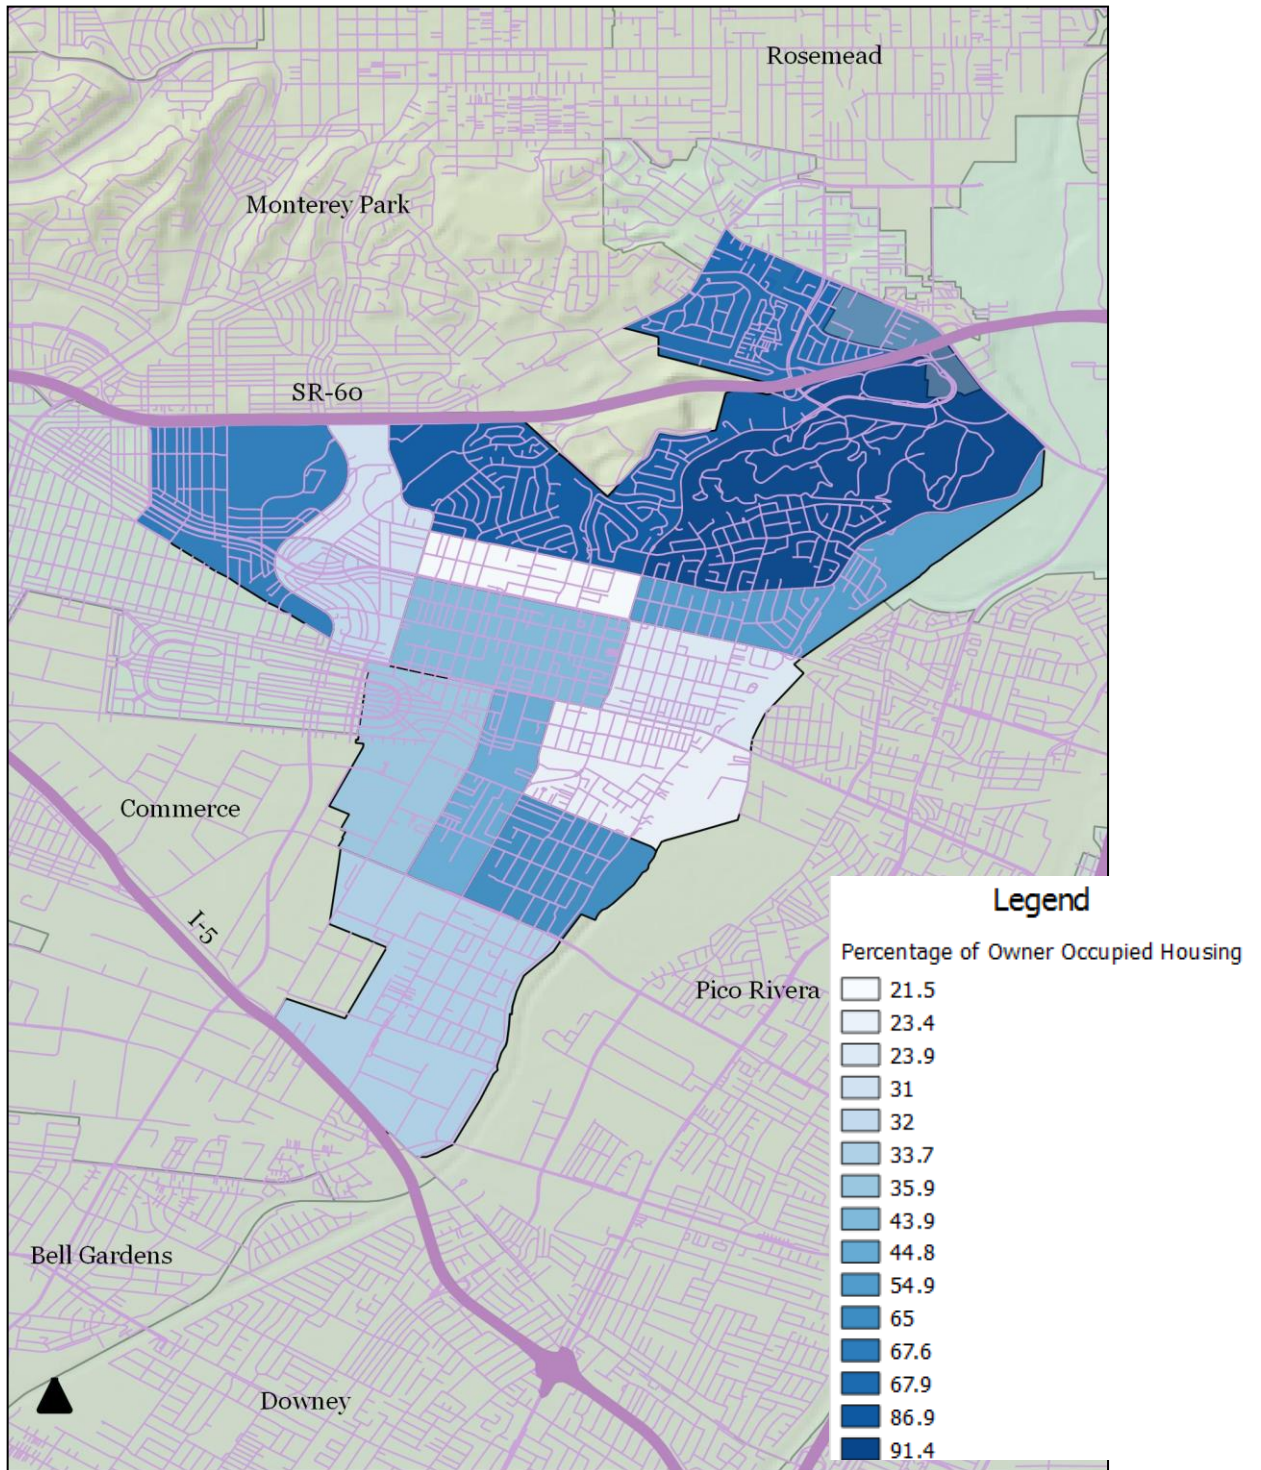 Rosemead
Monterey Park
SR-60
Commerce
I-5
Pico Rivera
Bell Gardens
Downey
Legend
Percentage of Owner Occupied Housing
21.5
23.4
23.9
31
32
33.7
35.9
43.9
44.8
54.9
65
67.6
67.9
86.9
91.4